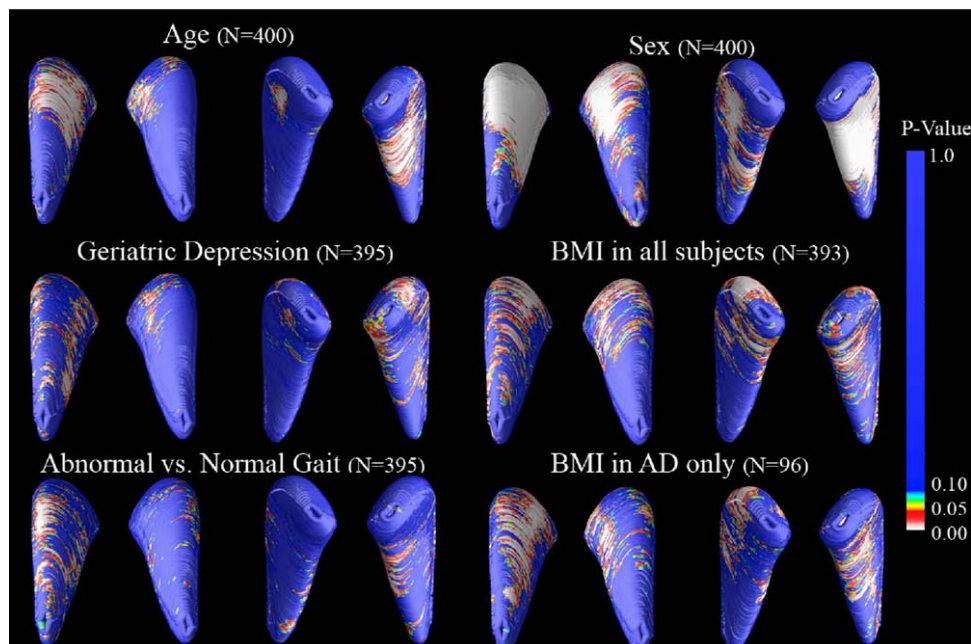 Age (N=400)
Sex (N=400)
Geriatric Depression (N=395)
BMI in all subjects (N=393)
Abnormal vs. Normal Gait (N=395)
BMI in AD only (N=96)
P-Value
1.0
0.10
0.05
0.00